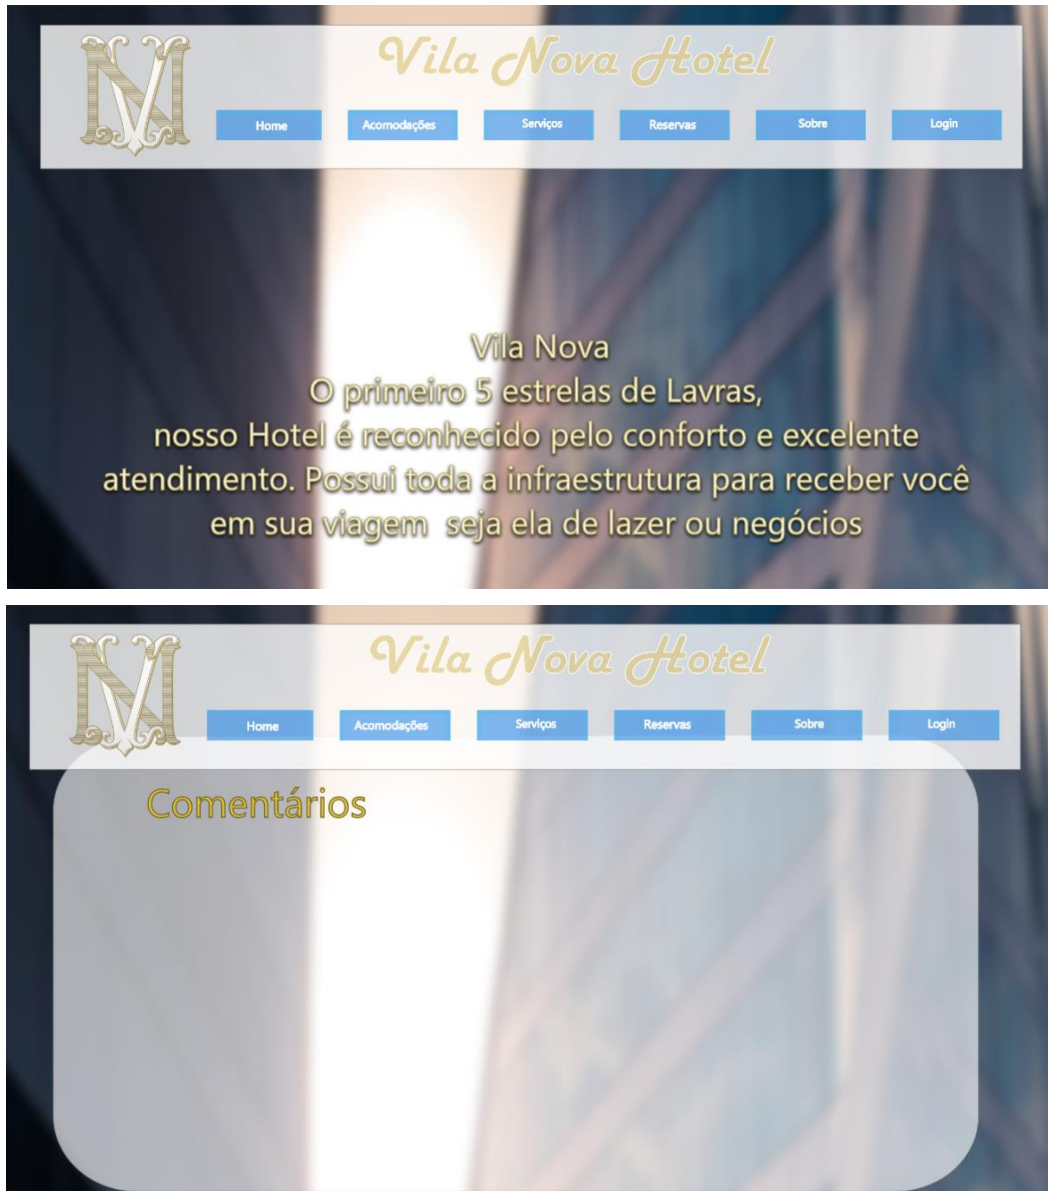 Vila Nova Hotel
Home Acomodações Serviços Reservas Sobre Login
Vila Nova
O primeiro 5 estrelas de Lavras,
nosso Hotel é reconhecido pelo conforto e excelente
atendimento. Possui toda a infraestrutura para receber você
em sua viagem seja ela de lazer ou negócios
Vila Nova Hotel
Home Acomodações Serviços Reservas Sobre Login
Comentários